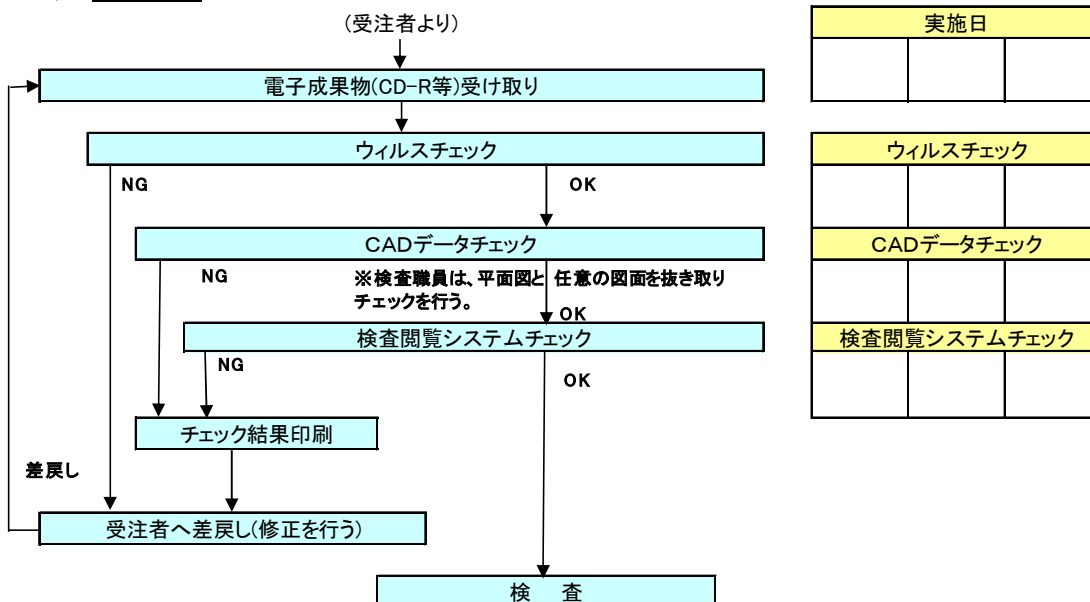 (受注者より)
実施日
電子成果物(CD-R等)受け取り
ウィルスチェック
ウィルスチェック
NG
OK
CADデータチェック
CADデータチェック
NG
※検査職員は、平面図と 任意の図面を抜き取り
チェックを行う。
OK
検査閲覧システムチェック
検査閲覧システムチェック
NG
OK
チェック結果印刷
差戻し
受注者へ差戻し(修正を行う)
検 査